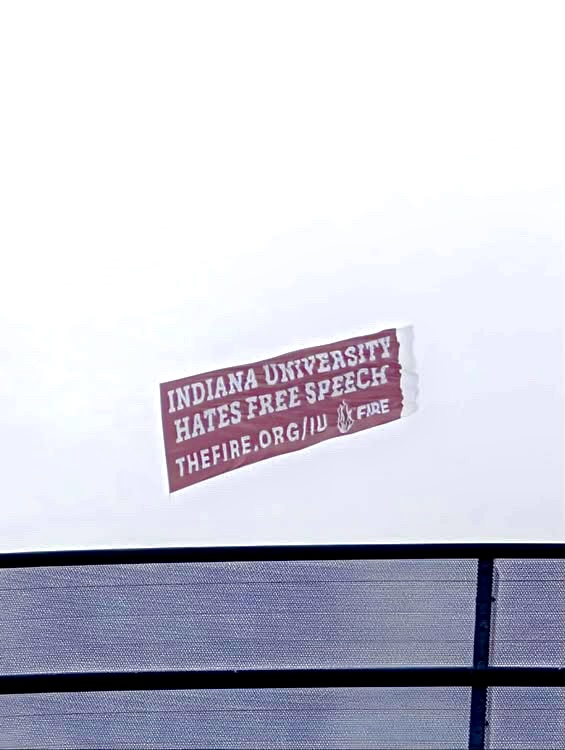 INDIANA UNIVERSITY
HATES FREE SPEECH
THEFIRE.ORG/IU FIRE